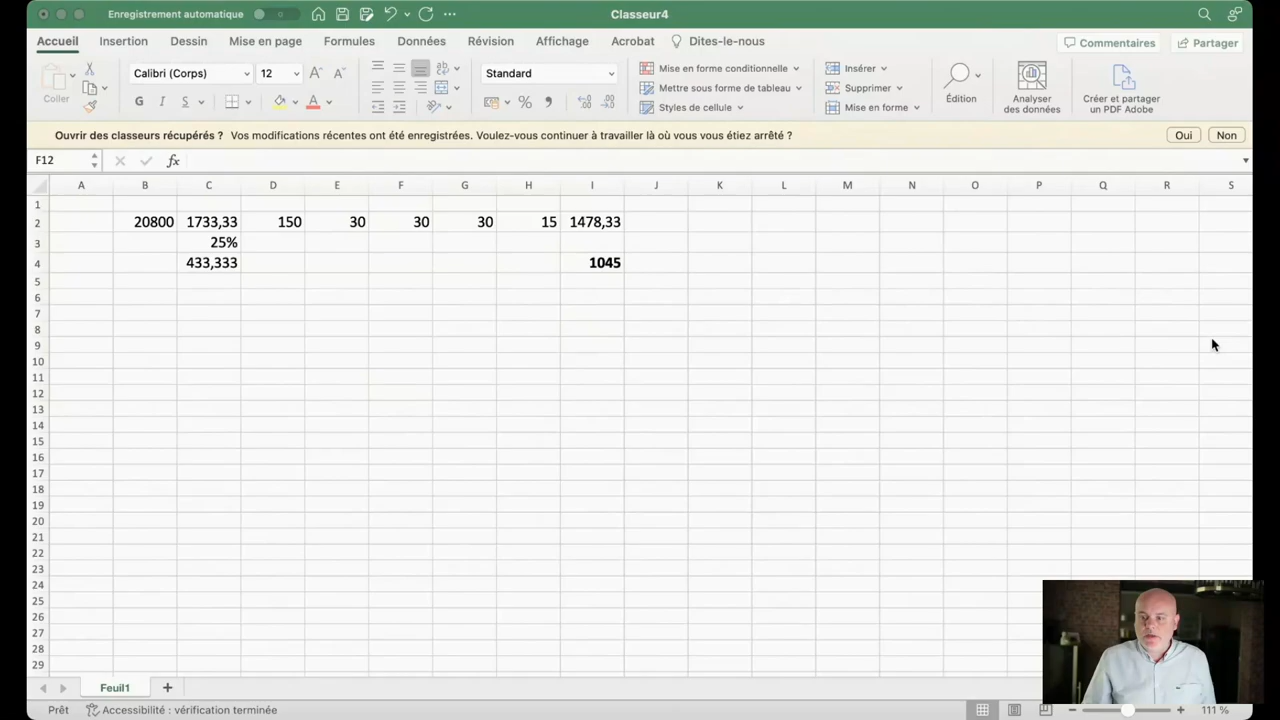 Enregistrement automatique
Classeur4
Accueil Insertion Dessin Mise en page Formules Données Révision Affichage Acrobat Dites-le-nous Commentaires Partager
Coller
Calibri (Corps) 12 A A
G I S A
Standard
% 
Mise en forme conditionnelle
Mettre sous forme de tableau
Styles de cellule
Insérer
Supprimer
Mise en forme
Édition
Analyser des données
Créer et partager un PDF Adobe
Ouvrir des classeurs récupérés ? Vos modifications récentes ont été enregistrées. Voulez-vous continuer à travailler là où vous vous étiez arrêté ? Oui Non
F12 fx
A B C D E F G H I J K L M N O P Q R S
1
2 20800 1733,33 150 30 30 30 15 1478,33
3 25%
4 433,333 1045
5
6
7
8
9
10
11
12
13
14
15
16
17
18
19
20
21
22
23
24
25
26
27
28
29
Feuil1 +
Prêt Accessibilité : vérification terminée 111 %